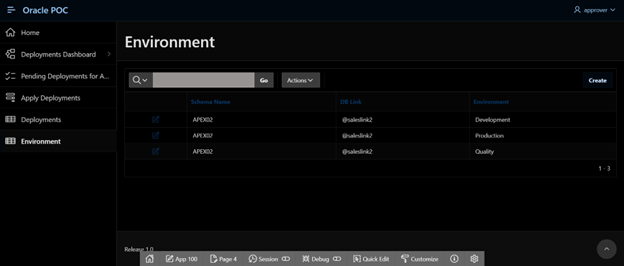 Oracle POC
approver
Home
Deployments Dashboard
Pending Deployments for A...
Apply Deployments
Deployments
Environment
Environment
Go
Actions
Create
Schema Name DB Link Environment
APEX02 @saleslink2 Development
APEX02 @saleslink2 Production
APEX02 @saleslink2 Quality
1 - 3
Release 1.0
App 100 Page 4 Session Debug Quick Edit Customize